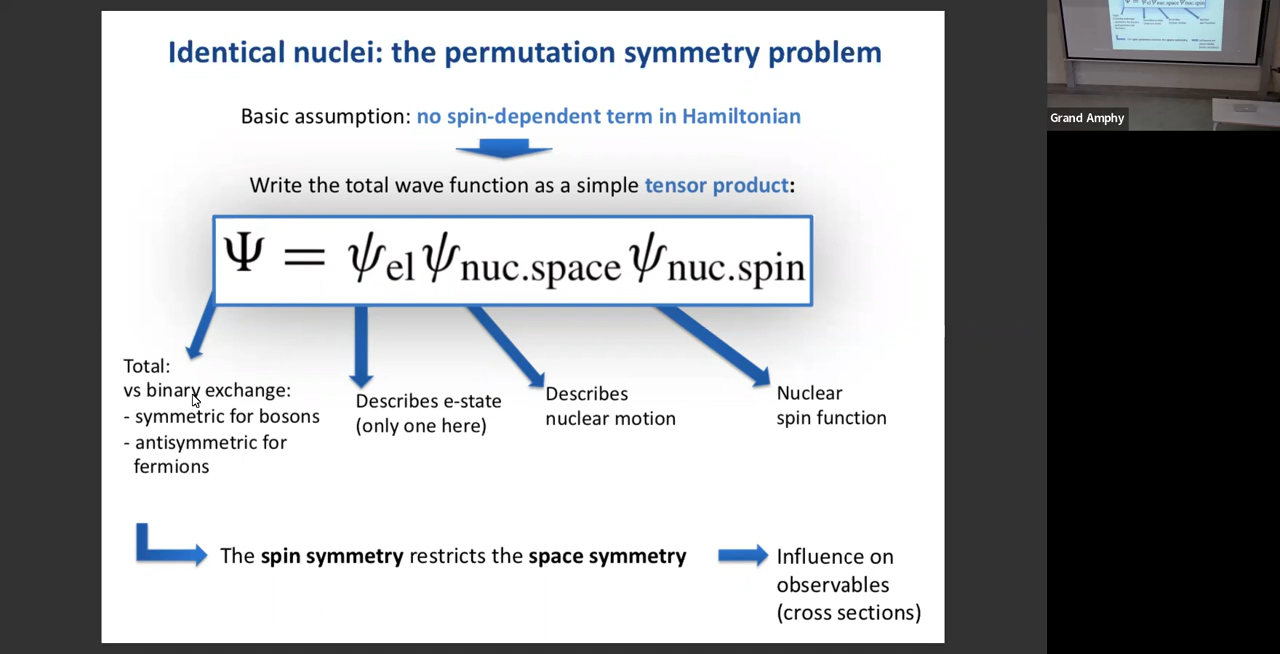 Identical nuclei: the permutation symmetry problem
Basic assumption: no spin-dependent term in Hamiltonian
Write the total wave function as a simple tensor product:
Ψ = ψel ψnuc.space ψnuc.spin
Total:
vs binary exchange:
- symmetric for bosons
- antisymmetric for
fermions
Describes e-state
(only one here)
Describes
nuclear motion
Nuclear
spin function
The spin symmetry restricts the space symmetry
Influence on
observables
(cross sections)
Grand Amphy